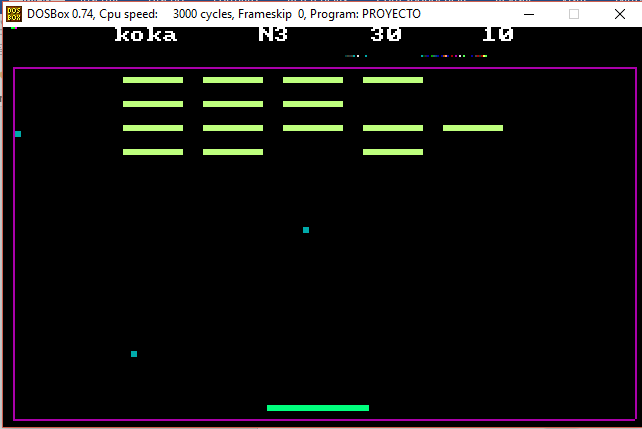 DOSBox 0.74, Cpu speed: 3000 cycles, Frameskip 0, Program: PROYECTO
koka N3 30 10